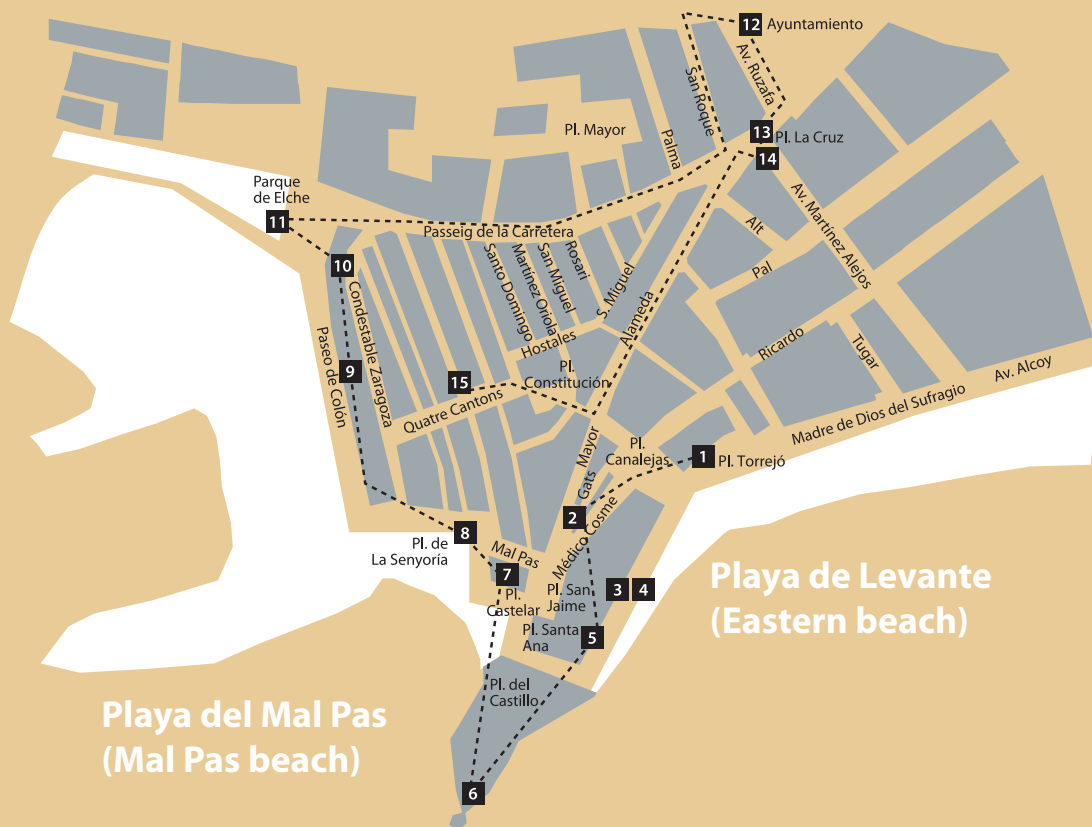 12
Ayuntamiento
Av. Ruzafa
San Roque
Palma
Pl. Mayor
13
Pl. La Cruz
14
Parque
de Elche
11
Passeig de la Carretera
Av. Martínez Alejos
Alt
Pal
10
Santo Domingo
Martínez Oriola
San Miguel
Rosari
S. Miguel
Alameda
Condestable Zaragoza
Paseo de Colón
9
Hostales
Ricardo
Tugar
Pl.
Constitución
15
Quatre Cantons
Av. Alcoy
Madre de Dios del Sufragio
Mayor
Pl.
Canalejas
1
Pl. Torrejó
Gats
2
Médico Cosme
8
Pl. de
La Senyoría
Mal Pas
7
Pl.
Castelar
Pl. San
Jaime
3
4
Pl. Santa
Ana
5
Playa de Levante
(Eastern beach)
Pl. del
Castillo
Playa del Mal Pas
(Mal Pas beach)
6